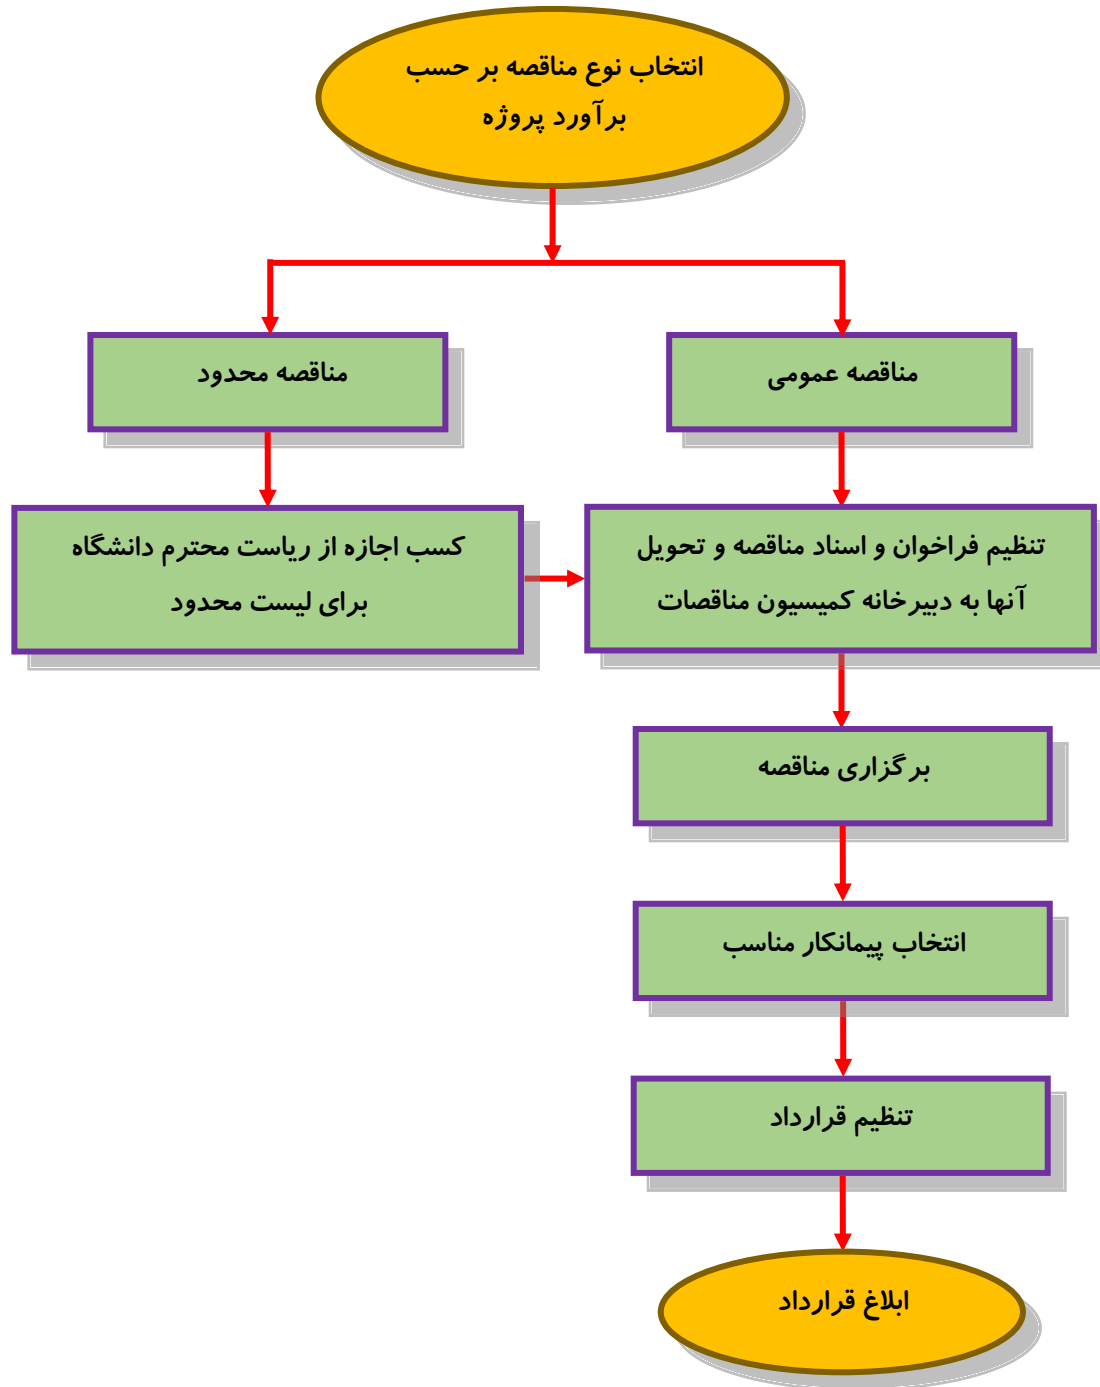 انتخاب نوع مناقصه بر حسب
برآورد پروژه
مناقصه عمومی
مناقصه محدود
کسب اجازه از ریاست محترم دانشگاه
برای لیست محدود
تنظیم فراخوان و اسناد مناقصه و تحویل
آنها به دبیرخانه کمیسیون مناقصات
برگزاری مناقصه
انتخاب پیمانکار مناسب
تنظیم قرارداد
ابلاغ قرارداد